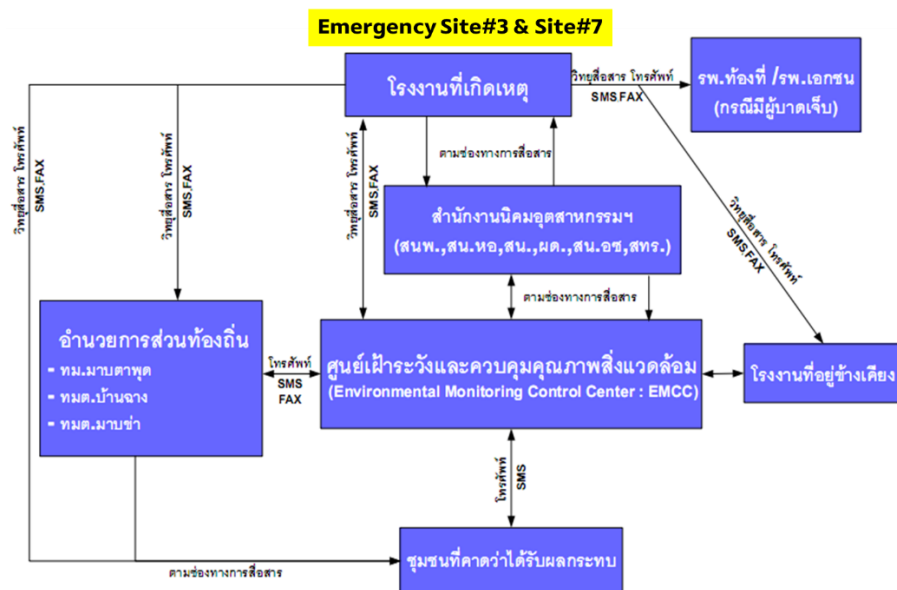 Emergency Site#3 & Site#7
โรงงานที่เกิดเหตุ
วิทยุสื่อสาร โทรศัพท์
SMS,FAX
รพ.ท้องที่ /รพ.เอกชน
(กรณีมีผู้บาดเจ็บ)
วิทยุสื่อสาร โทรศัพท์
SMS,FAX
วิทยุสื่อสาร โทรศัพท์
SMS,FAX
วิทยุสื่อสาร โทรศัพท์
SMS,FAX
ตามช่องทางการสื่อสาร
วิทยุสื่อสาร โทรศัพท์
SMS,FAX
สำนักงานนิคมอุตสาหกรรมฯ
(สนพ.,สน.หอ,สน.,ผด.,สน.อช,สทร.)
ตามช่องทางการสื่อสาร
อำนวยการส่วนท้องถิ่น
- ทม.มาบตาพุด
- ทมต.บ้านฉาง
- ทมต.มาบข่า
โทรศัพท์
SMS
FAX
ศูนย์เฝ้าระวังและควบคุมคุณภาพสิ่งแวดล้อม
(Environmental Monitoring Control Center : EMCC)
โรงงานที่อยู่ข้างเคียง
โทรศัพท์
SMS
ตามช่องทางการสื่อสาร
ชุมชนที่คาดว่าได้รับผลกระทบ